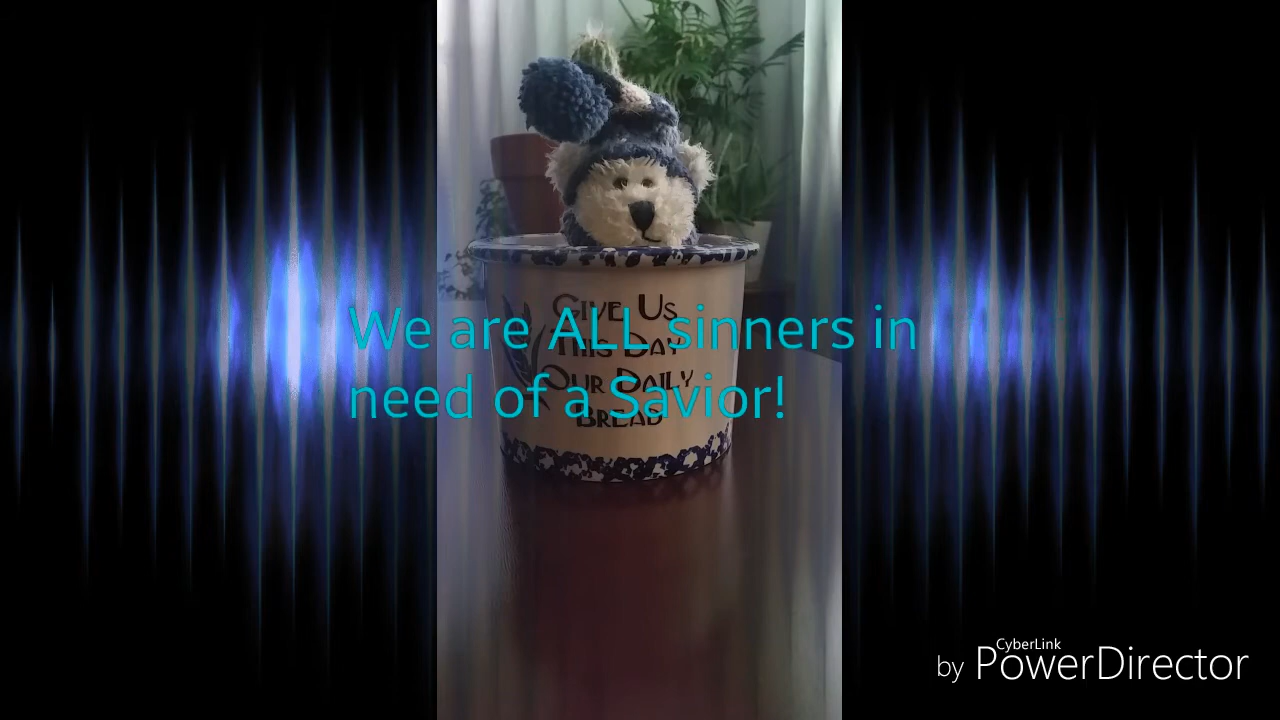 GIVE US
THIS DAY
OUR DAILY
BREAD
We are ALL sinners in
need of a Savior!
CyberLink
by PowerDirector